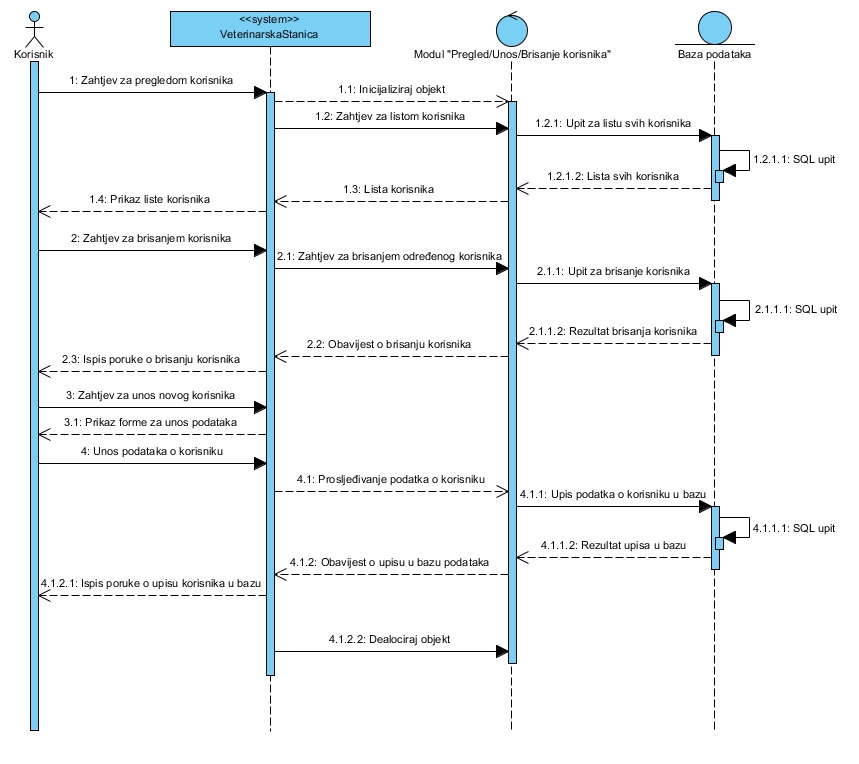 <<system>>
VeterinarskaStanica
Korisnik
Modul "Pregled/Unos/Brisanje korisnika"
Baza podataka
1: Zahtjev za pregledom korisnika
1.1: Inicijaliziraj objekt
1.2: Zahtjev za listom korisnika
1.2.1: Upit za listu svih korisnika
1.2.1.1: SQL upit
1.2.1.2: Lista svih korisnika
1.3: Lista korisnika
1.4: Prikaz liste korisnika
2: Zahtjev za brisanjem korisnika
2.1: Zahtjev za brisanjem određenog korisnika
2.1.1: Upit za brisanje korisnika
2.1.1.1: SQL upit
2.1.1.2: Rezultat brisanja korisnika
2.2: Obavijest o brisanju korisnika
2.3: Ispis poruke o brisanju korisnika
3: Zahtjev za unos novog korisnika
3.1: Prikaz forme za unos podataka
4: Unos podataka o korisniku
4.1: Prosljeđivanje podatka o korisniku
4.1.1: Upis podatka o korisniku u bazu
4.1.1.1: SQL upit
4.1.1.2: Rezultat upisa u bazu
4.1.2: Obavijest o upisu u bazu podataka
4.1.2.1: Ispis poruke o upisu korisnika u bazu
4.1.2.2: Dealociraj objekt